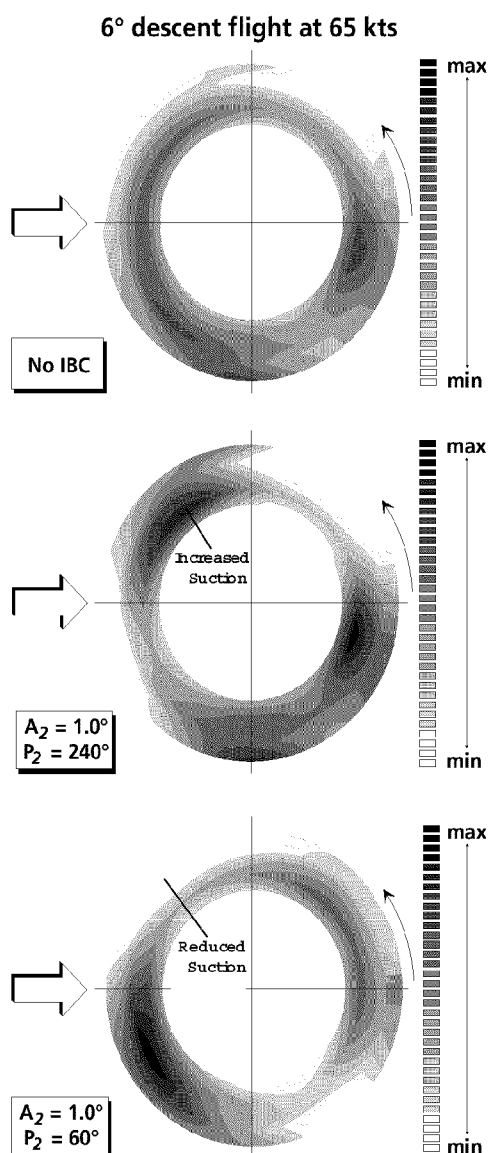 6° descent flight at 65 kts
max
min
No IBC
max
Increased
Suction
A2 = 1.0°
P2 = 240°
min
max
Reduced
Suction
A2 = 1.0°
P2 = 60°
min